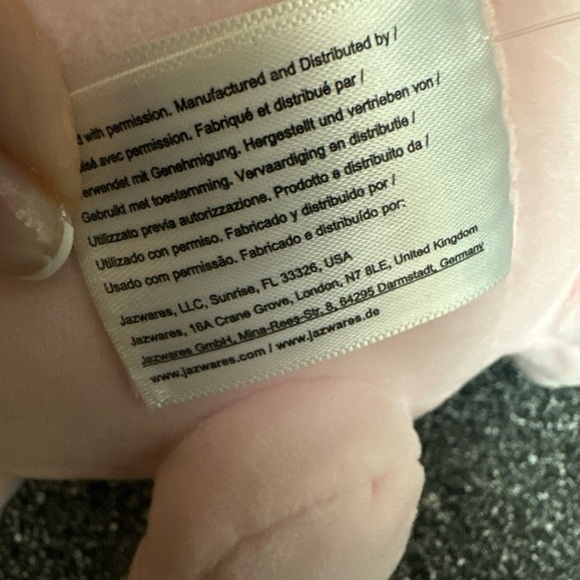 with permission. Manufactured and Distributed by /
avec permission. Fabriqué et distribué par /
erwendet mit Genehmigung. Hergestellt und vertrieben von /
Gebruikt met toestemming. Vervaardiging en distributie /
Utilizzato previa autorizzazione. Prodotto e distribuito da /
Utilizado con permiso. Fabricado y distribuido por /
Usado com permissão. Fabricado e distribuído por:
Jazwares, LLC, Sunrise, FL 33326, USA
Jazwares, 16A Crane Grove, London, N7 8LE, United Kingdom
Jazwares GmbH, Mina-Rees-Str. 8, 64295 Darmstadt, Germany
www.jazwares.com / www.jazwares.de